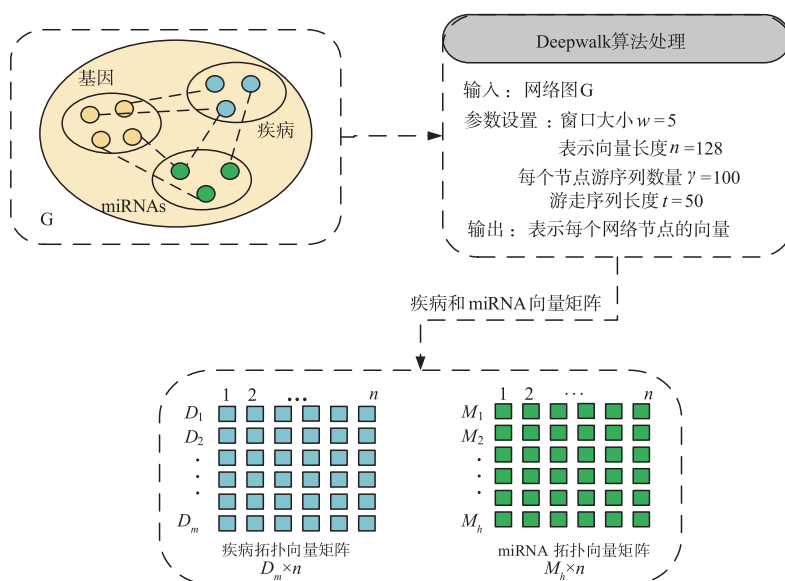 基因
疾病
miRNAs
G
Deepwalk算法处理
输入：网络图G
参数设置：窗口大小w=5
表示向量长度n=128
每个节点游序列数量γ=100
游走序列长度t=50
输出：表示每个网络节点的向量
疾病和miRNA向量矩阵
1 2 ... n
D1
D2
...
Dm
疾病拓扑向量矩阵
Dm×n
1 2 ... n
M1
M2
...
Mh
miRNA 拓扑向量矩阵
Mh×n